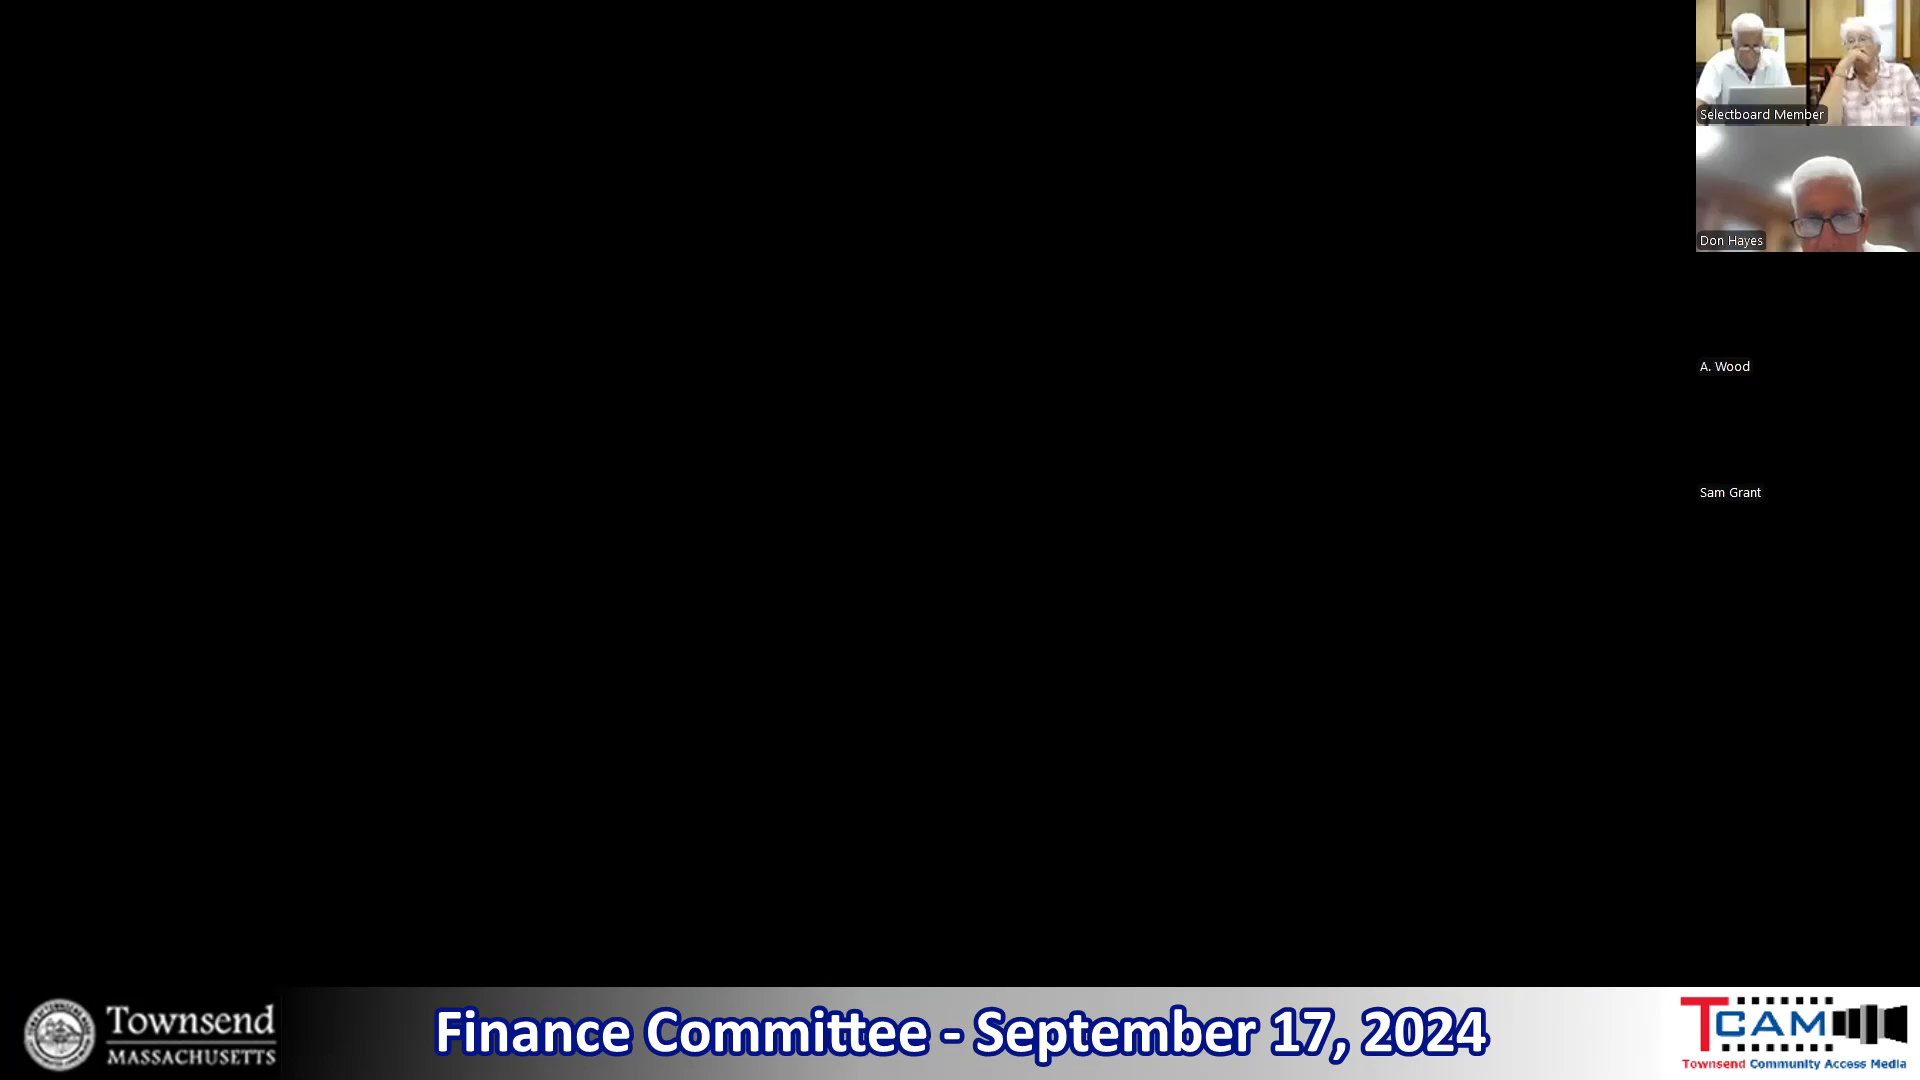 Selectboard Member
Don Hayes
A. Wood
Sam Grant
Townsend
MASSACHUSETTS
Finance Committee - September 17, 2024
TCAM
Townsend Community Access Media